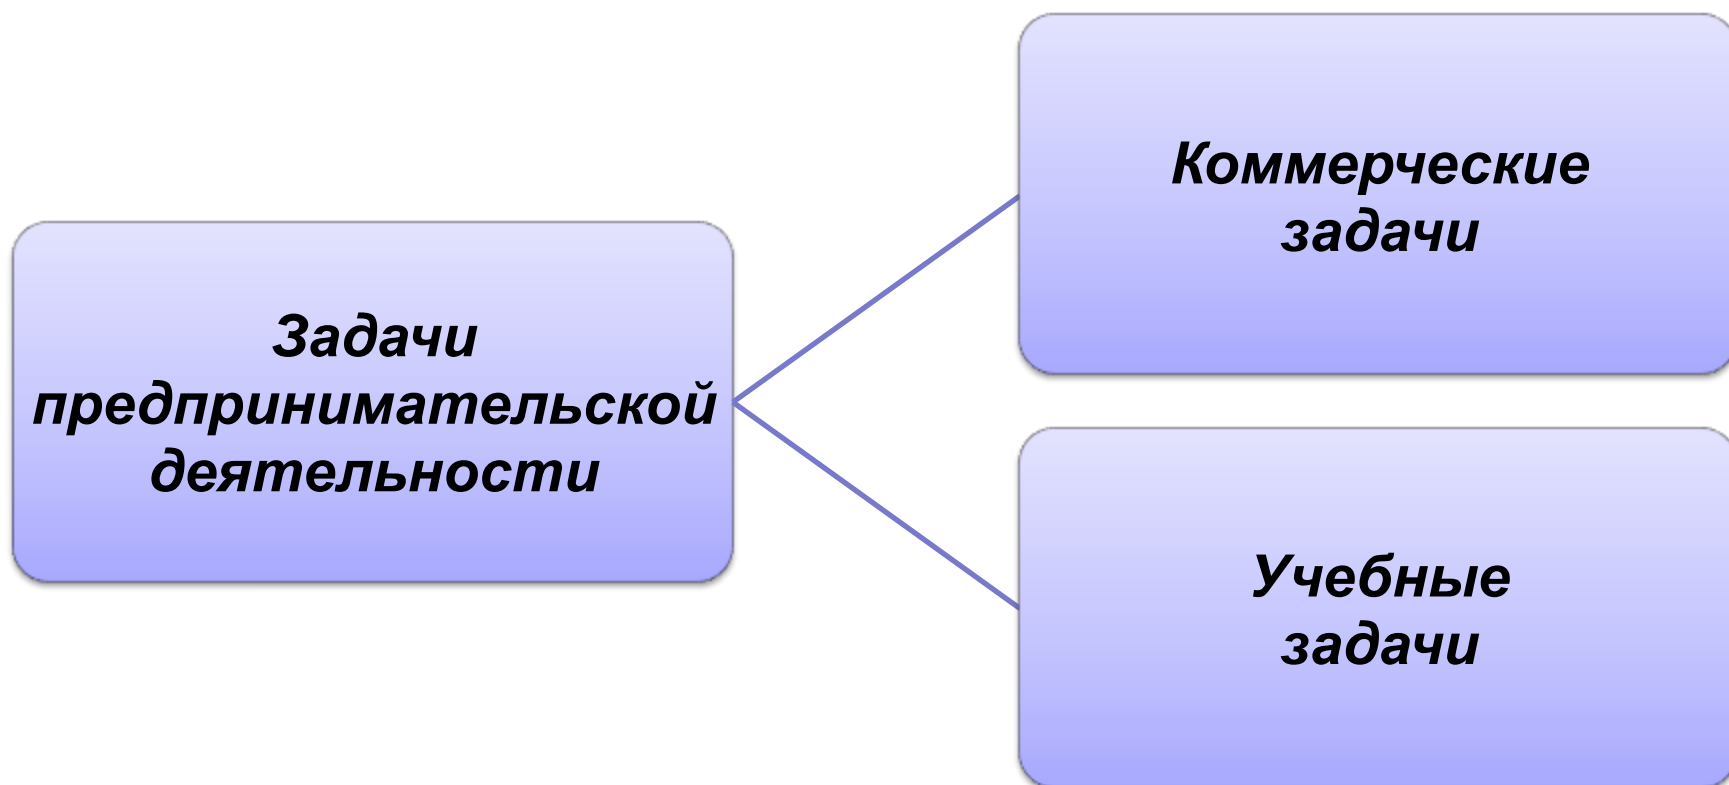 Задачи
предпринимательской
деятельности
Коммерческие
задачи
Учебные
задачи